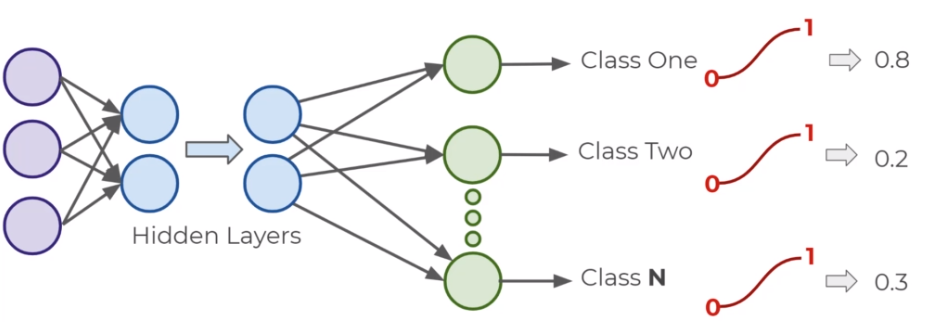 Class One 0 1 0.8
Class Two 0 1 0.2
Hidden Layers
Class N 0 1 0.3